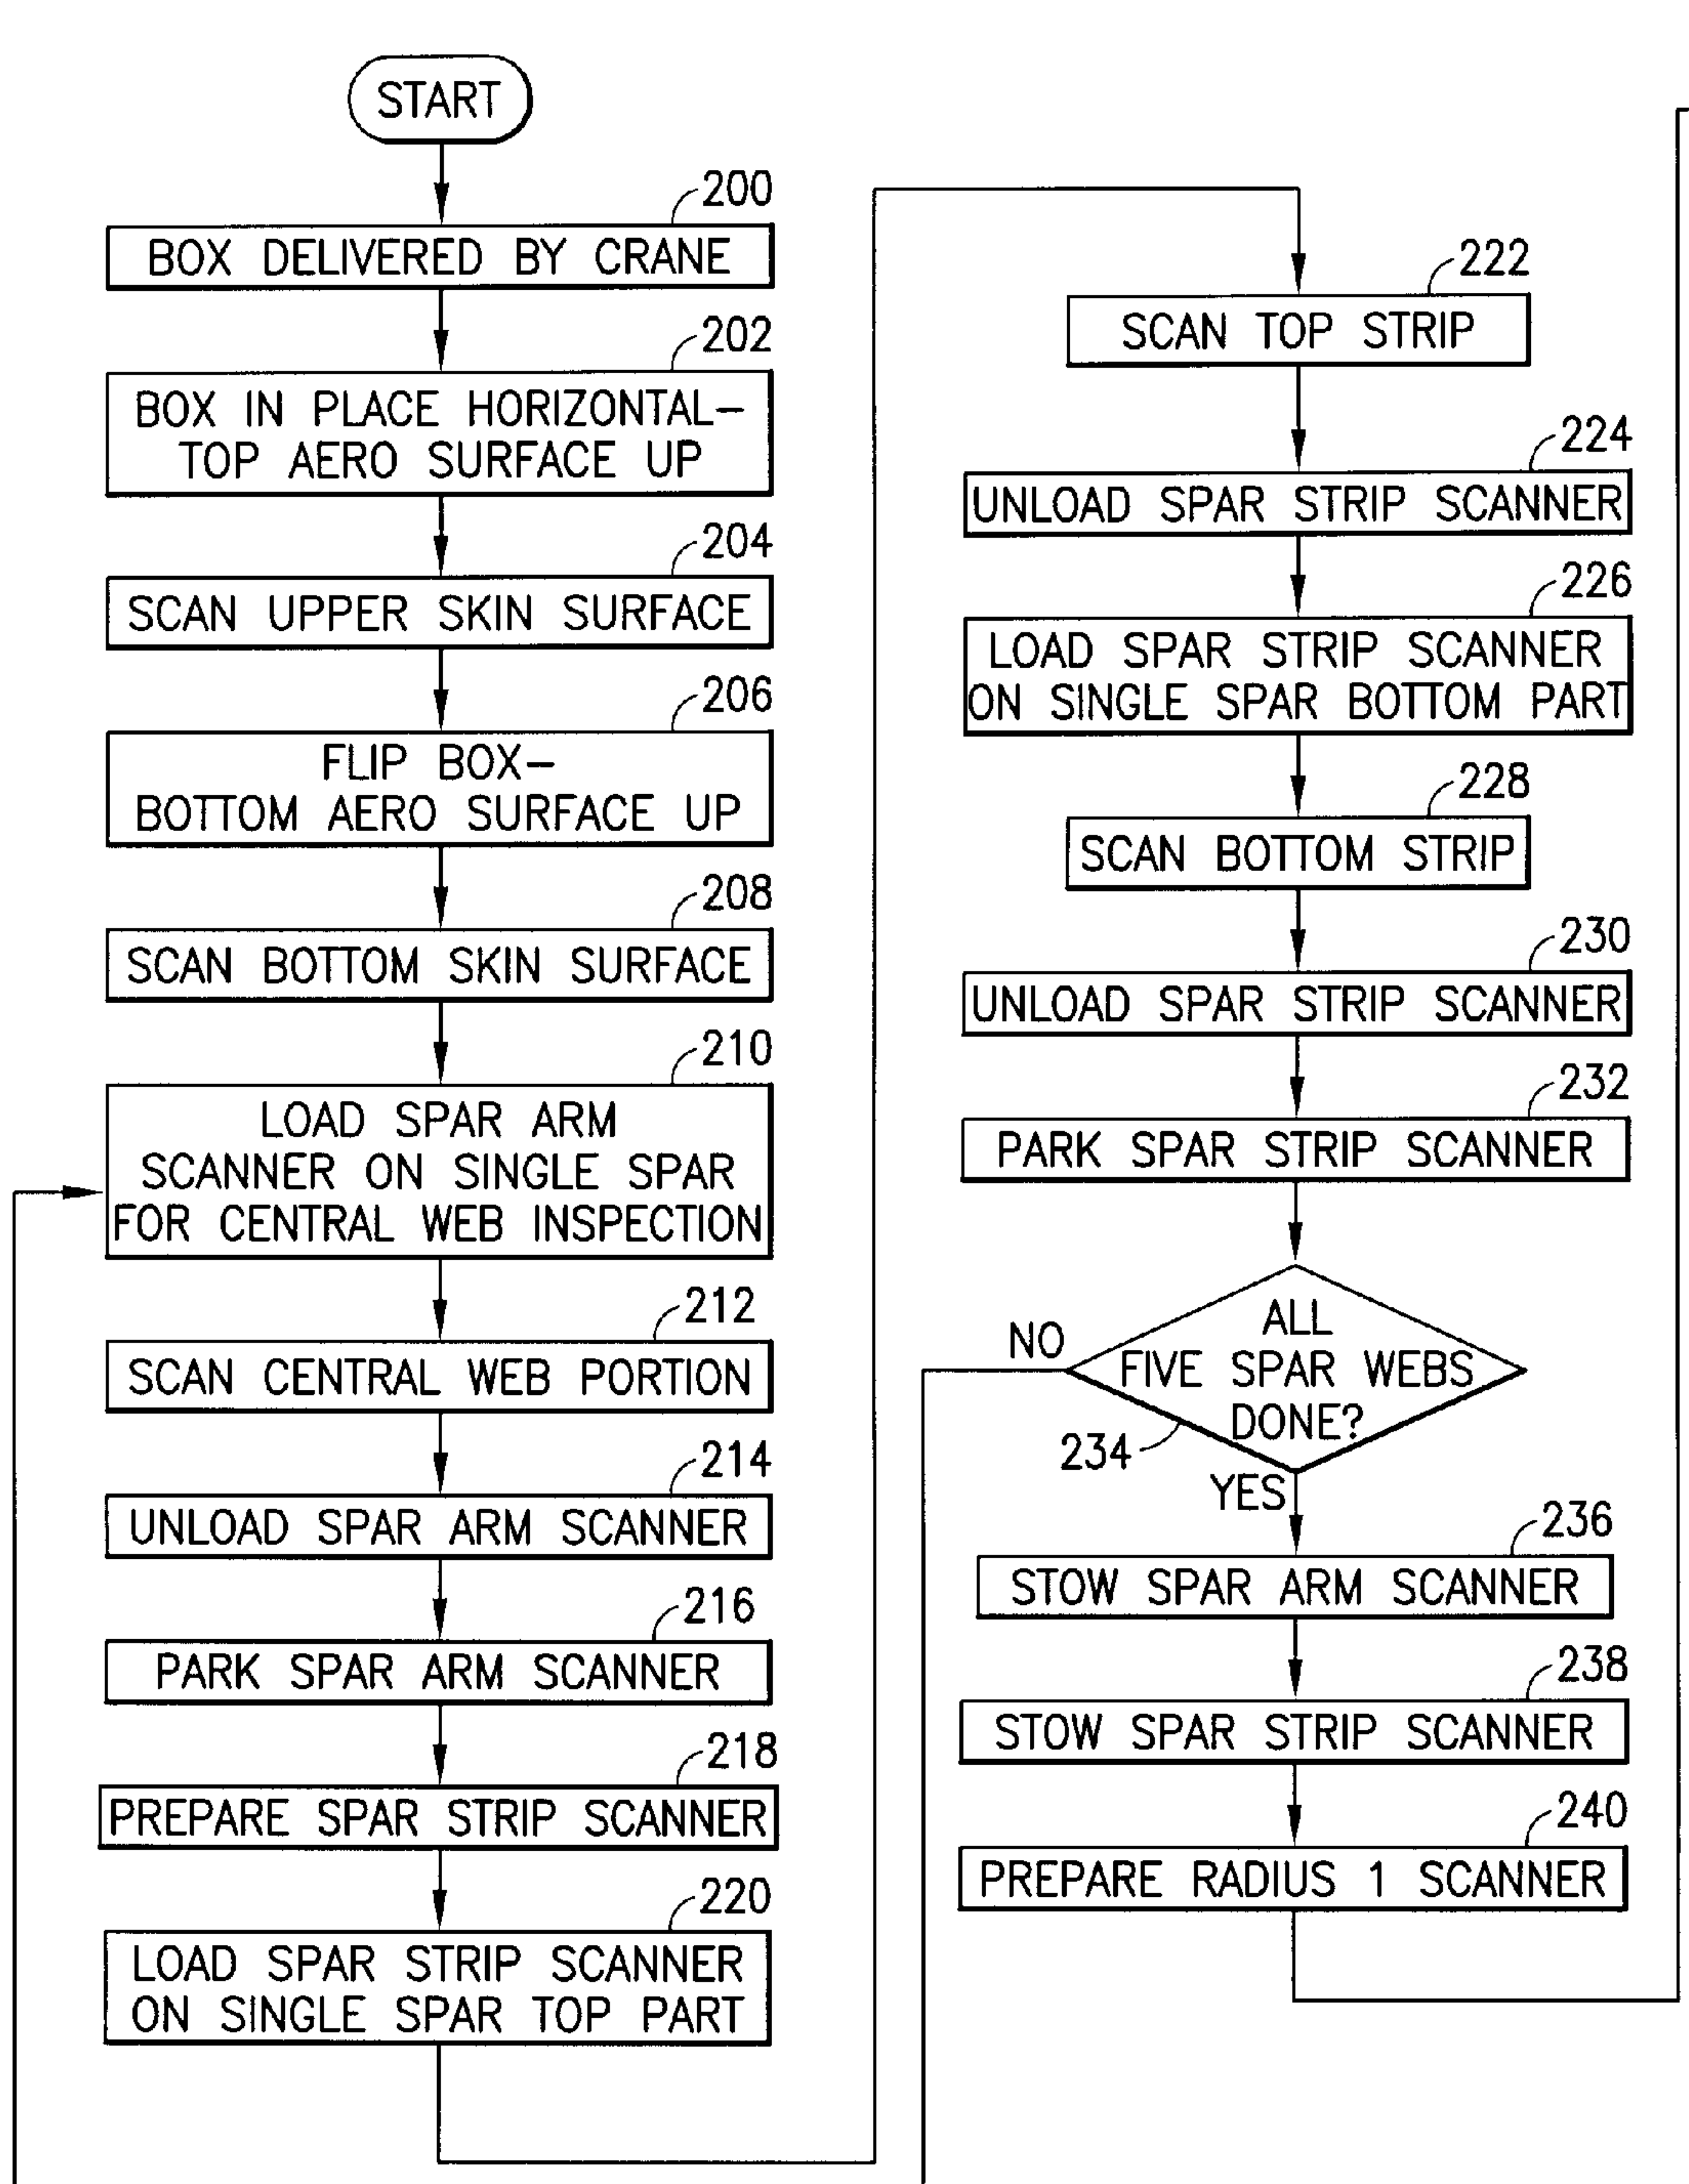 START
200
BOX DELIVERED BY CRANE
202
BOX IN PLACE HORIZONTAL-
TOP AERO SURFACE UP
204
SCAN UPPER SKIN SURFACE
206
FLIP BOX-
BOTTOM AERO SURFACE UP
208
SCAN BOTTOM SKIN SURFACE
210
LOAD SPAR ARM
SCANNER ON SINGLE SPAR
FOR CENTRAL WEB INSPECTION
212
SCAN CENTRAL WEB PORTION
214
UNLOAD SPAR ARM SCANNER
216
PARK SPAR ARM SCANNER
218
PREPARE SPAR STRIP SCANNER
220
LOAD SPAR STRIP SCANNER
ON SINGLE SPAR TOP PART
222
SCAN TOP STRIP
224
UNLOAD SPAR STRIP SCANNER
226
LOAD SPAR STRIP SCANNER
ON SINGLE SPAR BOTTOM PART
228
SCAN BOTTOM STRIP
230
UNLOAD SPAR STRIP SCANNER
232
PARK SPAR STRIP SCANNER
ALL
FIVE SPAR WEBS
DONE?
NO
234
YES
236
STOW SPAR ARM SCANNER
238
STOW SPAR STRIP SCANNER
240
PREPARE RADIUS 1 SCANNER